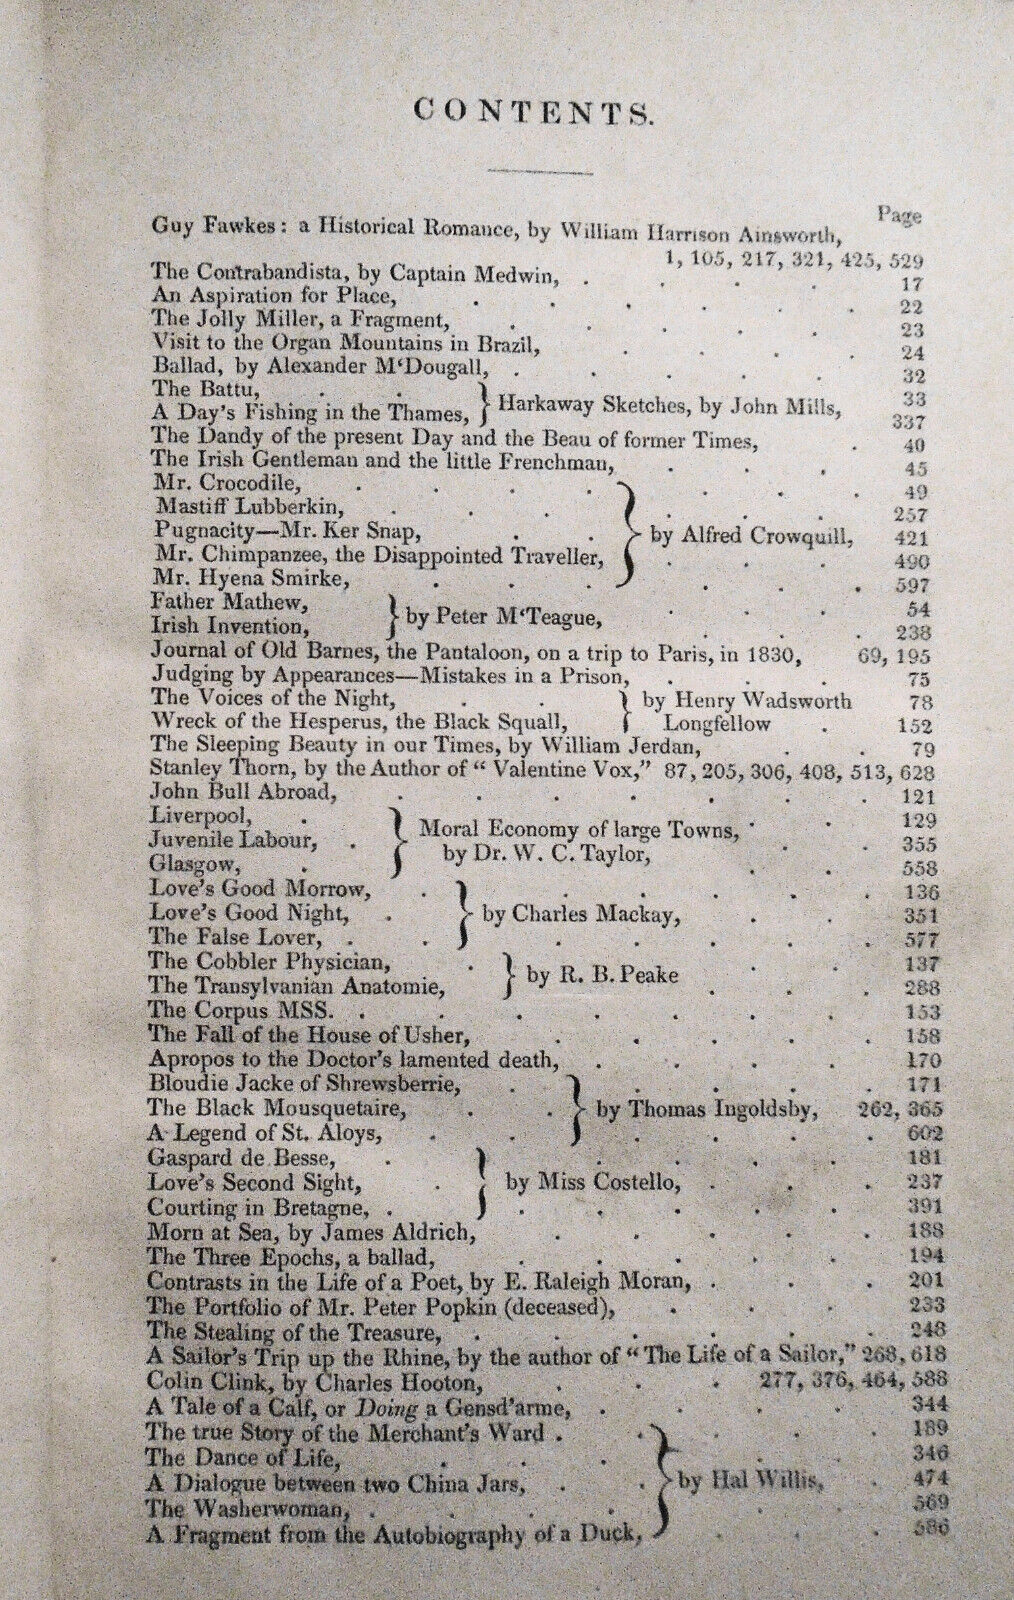 CONTENTS.
Page
Guy Fawkes: a Historical Romance, by William Harrison Ainsworth,
1, 105, 217, 321, 425, 529
The Contrabandista, by Captain Medwin, . . . . . 17
An Aspiration for Place, . . . . . . 22
The Jolly Miller, a Fragment, . . . . . 23
Visit to the Organ Mountains in Brazil, . . . . 24
Ballad, by Alexander M'Dougall, . . . . . 32
The Battu, . . } Harkaway Sketches, by John Mills, 33
A Day's Fishing in the Thames, 337
The Dandy of the present Day and the Beau of former Times, . 40
The Irish Gentleman and the little Frenchman, . . . 45
Mr. Crocodile, . . . . . . . 49
Mastiff Lubberkin, . . . . . 257
Pugnacity—Mr. Ker Snap, . . } by Alfred Crowquill, 421
Mr. Chimpanzee, the Disappointed Traveller, . . . 490
Mr. Hyena Smirke, . . . . . . 597
Father Mathew, } by Peter M'Teague, . . . 54
Irish Invention, . . . 238
Journal of Old Barnes, the Pantaloon, on a trip to Paris, in 1830, 69, 195
Judging by Appearances—Mistakes in a Prison, . . . 75
The Voices of the Night, . . } by Henry Wadsworth 78
Wreck of the Hesperus, the Black Squall, Longfellow . 152
The Sleeping Beauty in our Times, by William Jerdan, . . 79
Stanley Thorn, by the Author of "Valentine Vox," 87, 205, 306, 408, 513, 628
John Bull Abroad, . . . . . . . 121
Liverpool, . } Moral Economy of large Towns, . . 129
Juvenile Labour, . by Dr. W. C. Taylor, . . 355
Glasgow, . . . 558
Love's Good Morrow, . . . . . . 136
Love's Good Night, . } by Charles Mackay, . . 351
The False Lover, . . . . . . . 577
The Cobbler Physician, . } by R. B. Peake . . 137
The Transylvanian Anatomie, . . . 288
The Corpus MSS. . . . . . . . 153
The Fall of the House of Usher, . . . . . 158
Apropos to the Doctor's lamented death, . . . . 170
Bloudie Jacke of Shrewsberrie, . . . . . 171
The Black Mousquetaire, . . } by Thomas Ingoldsby, 262, 365
A Legend of St. Aloys, . . . . . . 602
Gaspard de Besse, . . . . . 181
Love's Second Sight, . } by Miss Costello, . . . 237
Courting in Bretagne, . . . . . . 391
Morn at Sea, by James Aldrich, . . . . . 188
The Three Epochs, a ballad, . . . . . 194
Contrasts in the Life of a Poet, by E. Raleigh Moran, . . . 201
The Portfolio of Mr. Peter Popkin (deceased), . . . 233
The Stealing of the Treasure, . . . . . . 248
A Sailor's Trip up the Rhine, by the author of "The Life of a Sailor," 268, 618
Colin Clink, by Charles Hooton, . . . 277, 376, 464, 588
A Tale of a Calf, or Doing a Gensd'arme, . . . . 344
The true Story of the Merchant's Ward . . . . . 189
The Dance of Life, . . . . . . 346
A Dialogue between two China Jars, . . } by Hal Willis, . 474
The Washerwoman, . . . . . . . 569
A Fragment from the Autobiography of a Duck, . . . 586